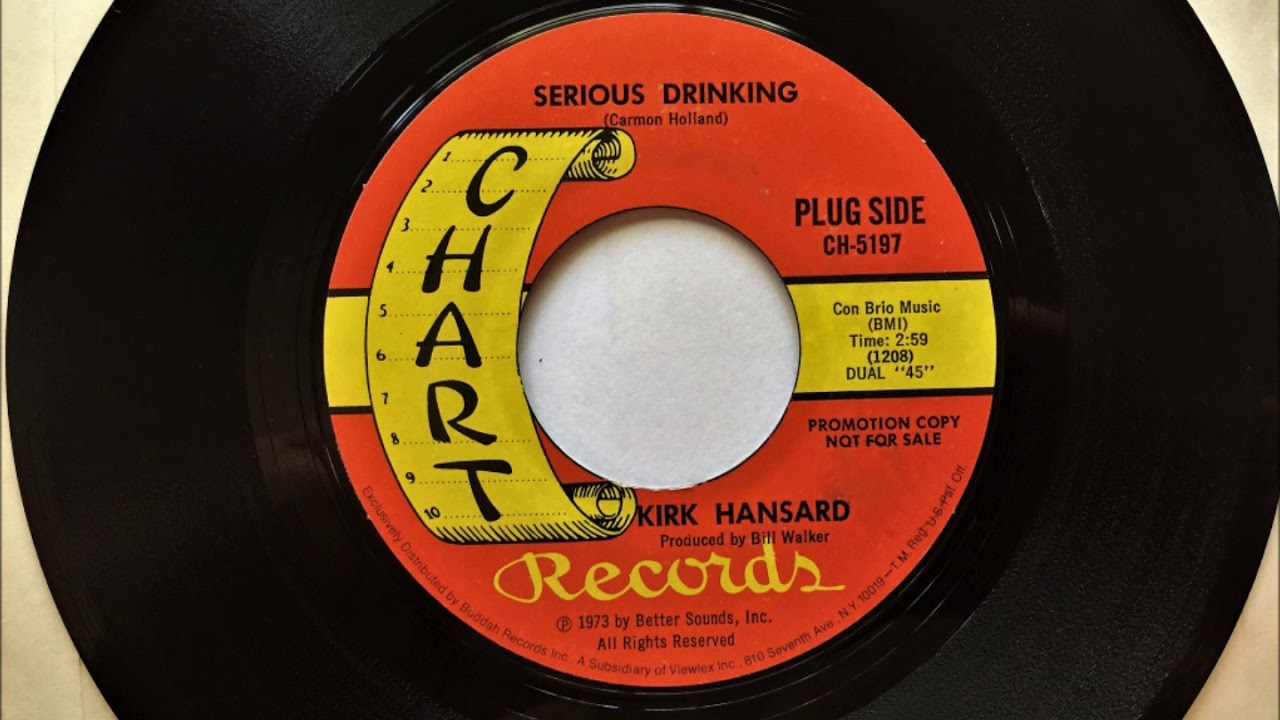 SERIOUS DRINKING
(Carmon Holland)
1
2
3
4
5
6
7
8
9
10
CHART
PLUG SIDE
CH-5197
Con Brio Music
(BMI)
Time: 2:59
(1208)
DUAL "45"
PROMOTION COPY
NOT FOR SALE
KIRK HANSARD
Produced by Bill Walker
Records
℗ 1973 by Better Sounds, Inc.
All Rights Reserved
Exclusively Distributed by Buddah Records Inc., A Subsidiary of Viewlex Inc., 810 Seventh Ave., N.Y. 10019—T.M. Reg. U.S. Pat. Off.